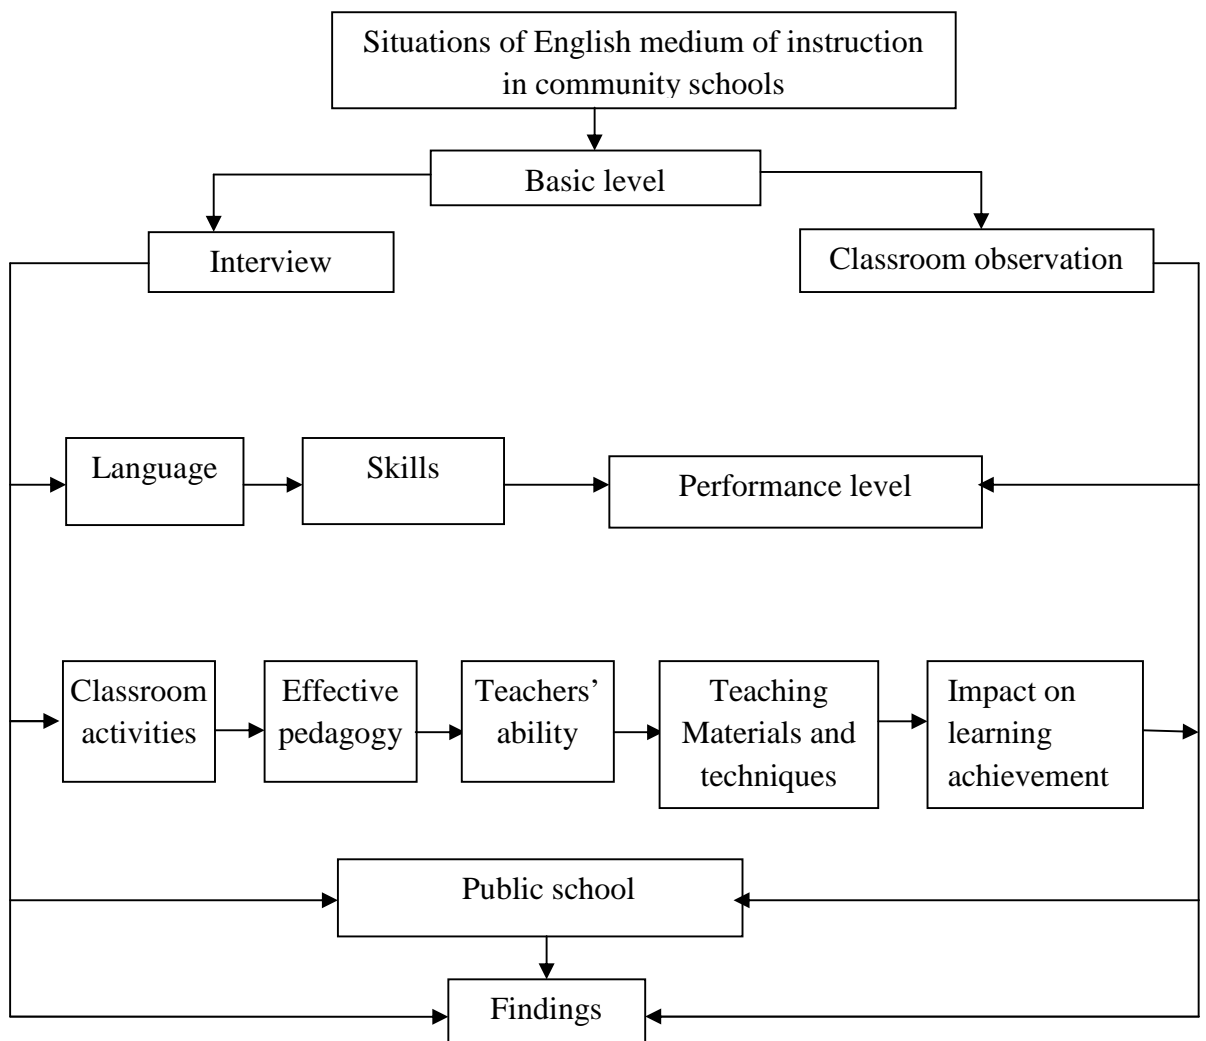 Situations of English medium of instruction
in community schools
Basic level
Interview
Classroom observation
Language
Skills
Performance level
Classroom
activities
Effective
pedagogy
Teachers’
ability
Teaching
Materials and
techniques
Impact on
learning
achievement
Public school
Findings